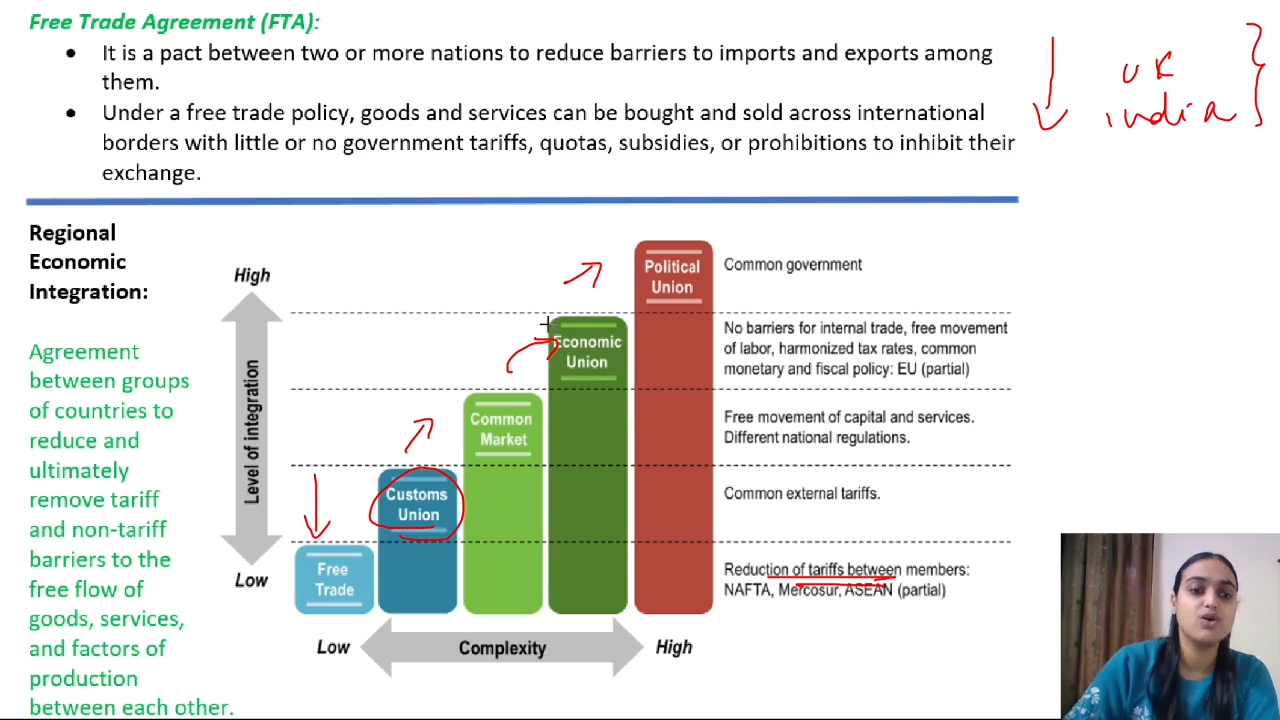 Free Trade Agreement (FTA):
• It is a pact between two or more nations to reduce barriers to imports and exports among
them.
• Under a free trade policy, goods and services can be bought and sold across international
borders with little or no government tariffs, quotas, subsidies, or prohibitions to inhibit their
exchange.
UK
india
Regional
Economic
Integration:
Agreement
between groups
of countries to
reduce and
ultimately
remove tariff
and non-tariff
barriers to the
free flow of
goods, services,
and factors of
production
between each other.
High
Level of integration
Low
Political
Union
Common government
Economic
Union
No barriers for internal trade, free movement
of labor, harmonized tax rates, common
monetary and fiscal policy: EU (partial)
Common
Market
Free movement of capital and services.
Different national regulations.
Customs
Union
Common external tariffs.
Free
Trade
Reduction of tariffs between members:
NAFTA, Mercosur, ASEAN (partial)
Low
Complexity
High